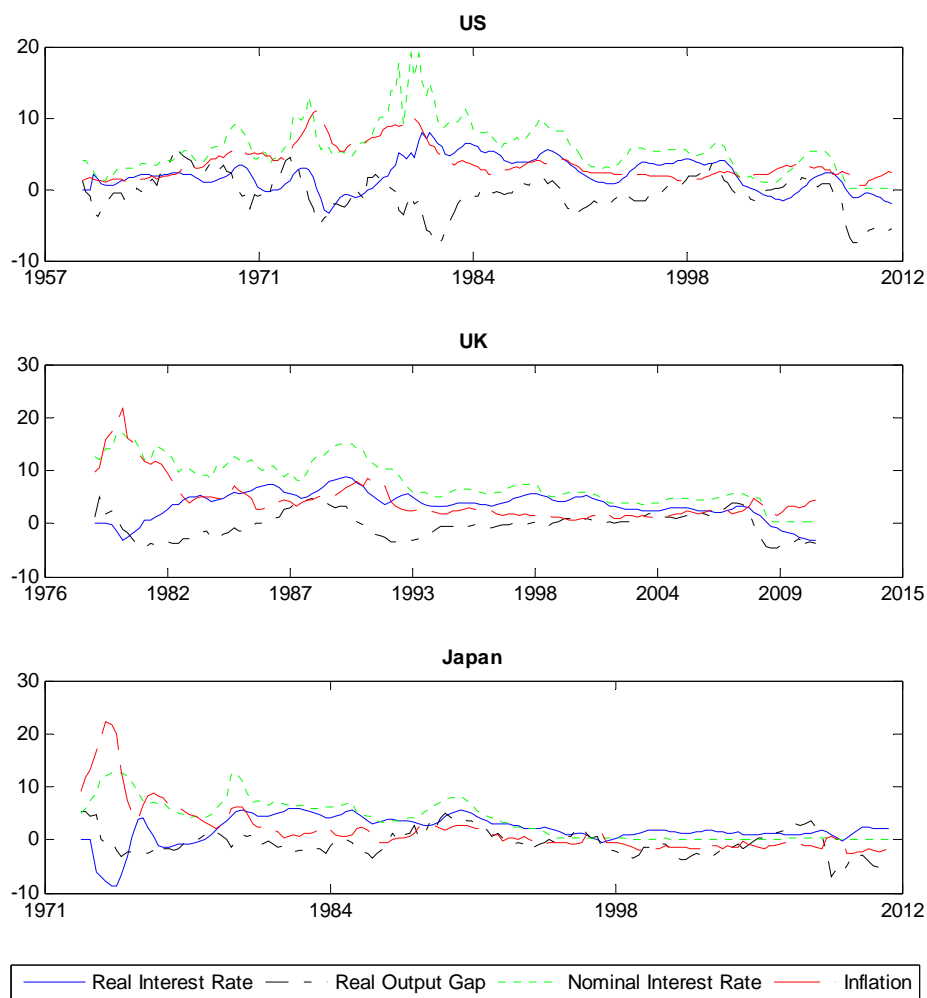 US
20
10
0
-10
1957 1971 1984 1998 2012
UK
30
20
10
0
-10
1976 1982 1987 1993 1998 2004 2009 2015
Japan
30
20
10
0
-10
1971 1984 1998 2012
Real Interest Rate Real Output Gap Nominal Interest Rate Inflation